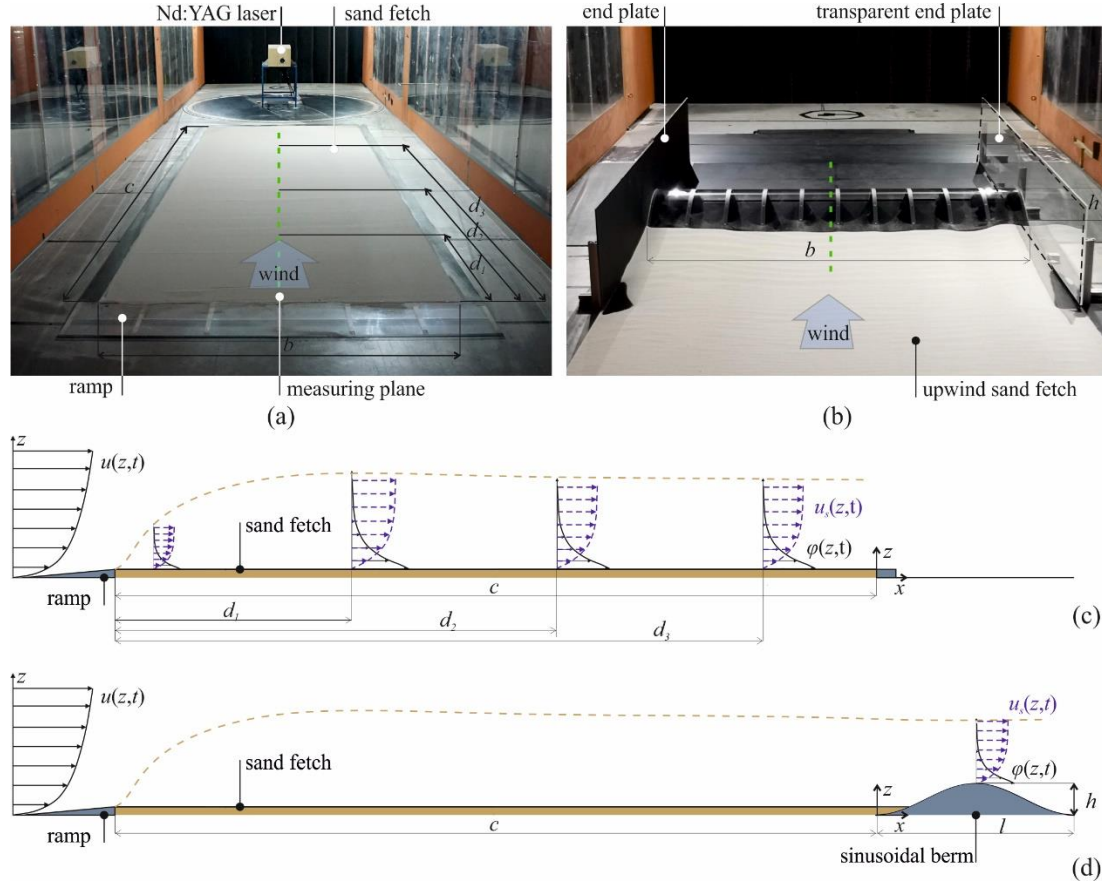 Nd:YAG laser
sand fetch
c
d3
d2
d1
wind
b
ramp
measuring plane
(a)
end plate
transparent end plate
h
b
wind
upwind sand fetch
(b)
z
u(z,t)
sand fetch
us(z,t)
φ(z,t)
z
x
ramp
c
d1
d2
d3
(c)
z
u(z,t)
us(z,t)
sand fetch
φ(z,t)
z
h
ramp
c
x
l
sinusoidal berm
(d)